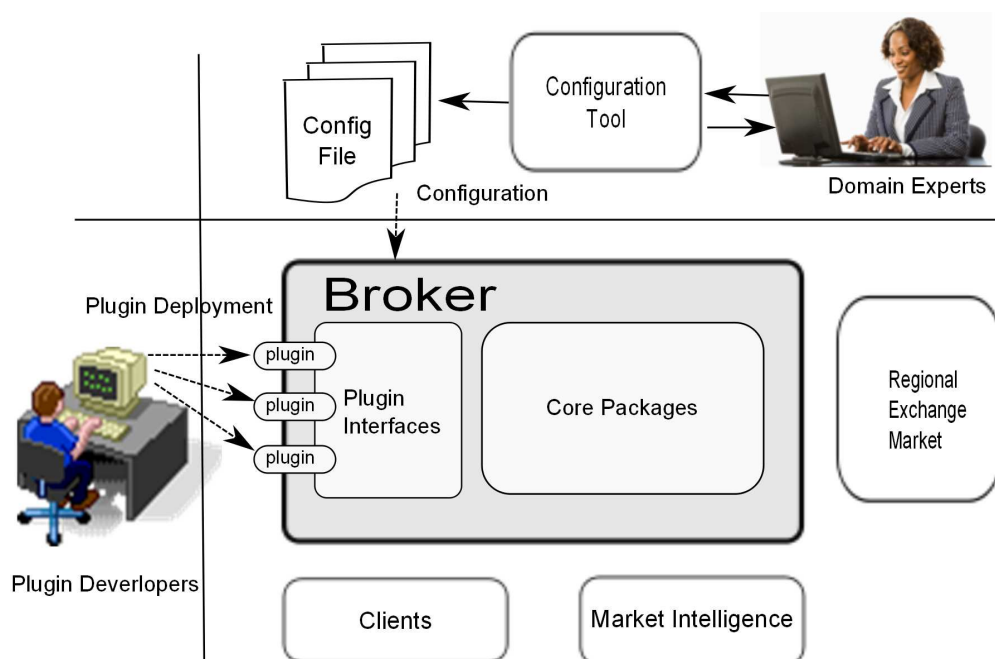 Config
File
Configuration
Tool
Domain Experts
Configuration
Broker
Plugin Deployment
plugin
plugin
plugin
Plugin
Interfaces
Core Packages
Regional
Exchange
Market
Plugin Deverlopers
Clients
Market Intelligence